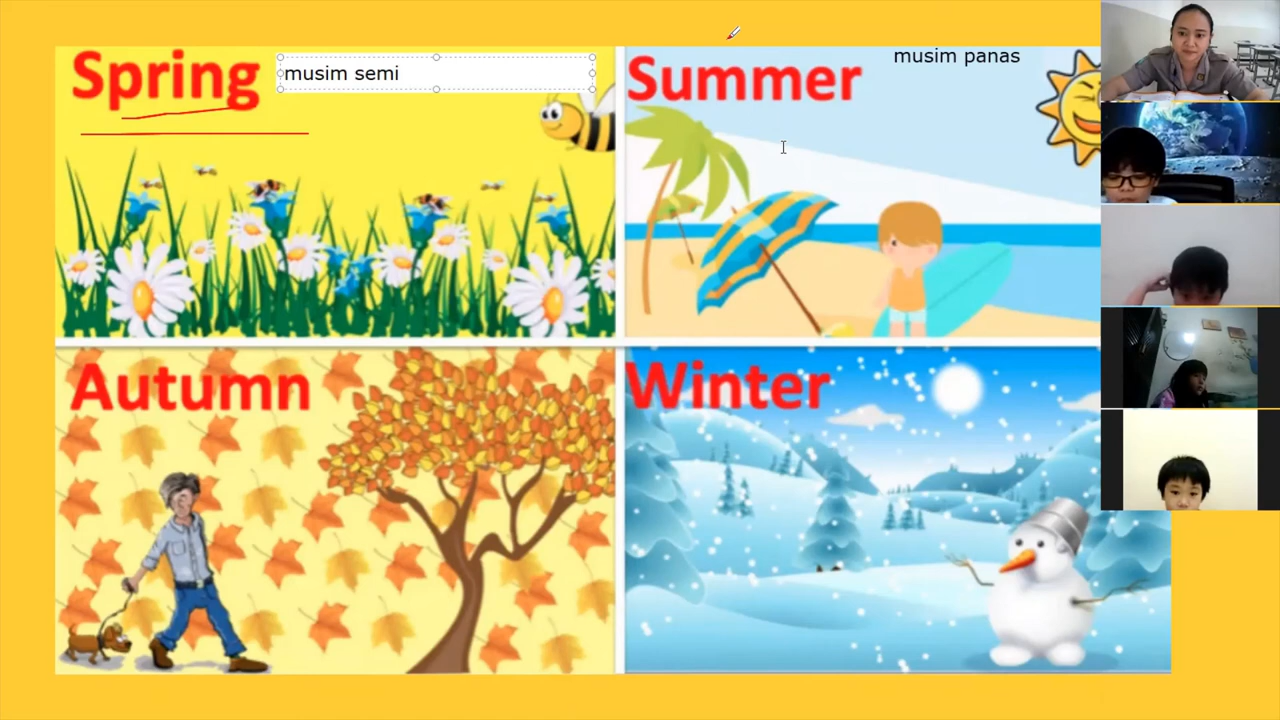 Spring
musim semi
Summer
musim panas
Autumn
Winter